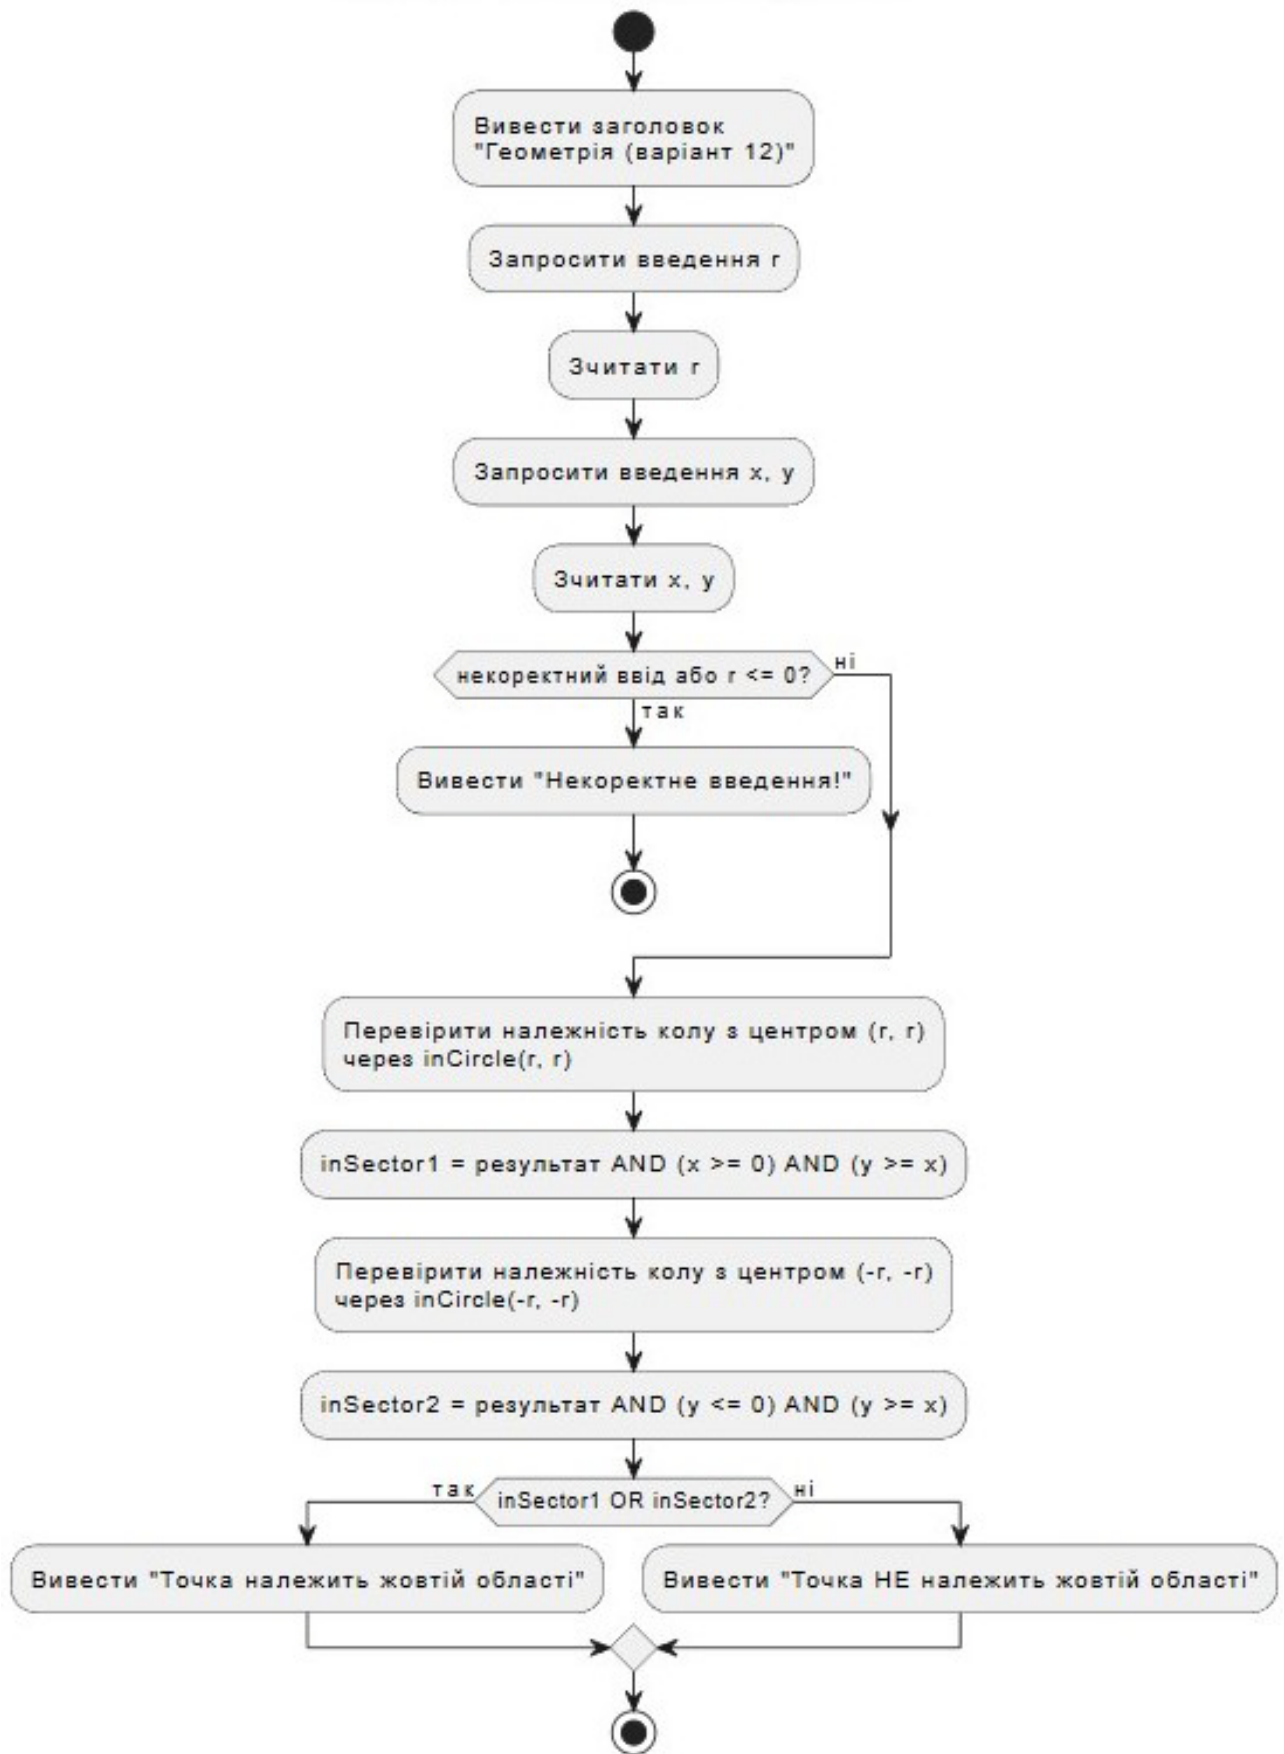 Вивести заголовок
"Геометрія (варіант 12)"
Запросити введення r
Зчитати r
Запросити введення x, y
Зчитати x, y
некоректний ввід або r <= 0?
ні
так
Вивести "Некоректне введення!"
Перевірити належність колу з центром (r, r)
через inCircle(r, r)
inSector1 = результат AND (x >= 0) AND (y >= x)
Перевірити належність колу з центром (-r, -r)
через inCircle(-r, -r)
inSector2 = результат AND (y <= 0) AND (y >= x)
так
inSector1 OR inSector2?
ні
Вивести "Точка належить жовтій області"
Вивести "Точка НЕ належить жовтій області"